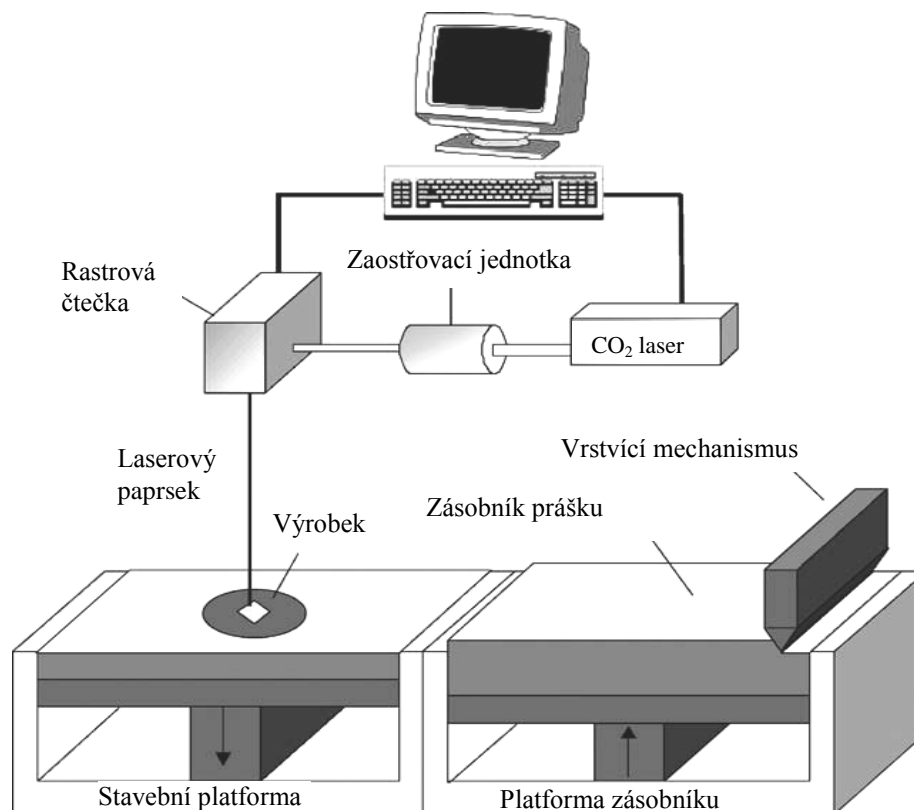 Zaostřovací jednotka
Rastrová
čtečka
CO₂ laser
Vrstvící mechanismus
Laserový
paprsek
Zásobník prášku
Výrobek
Stavební platforma
Platforma zásobníku